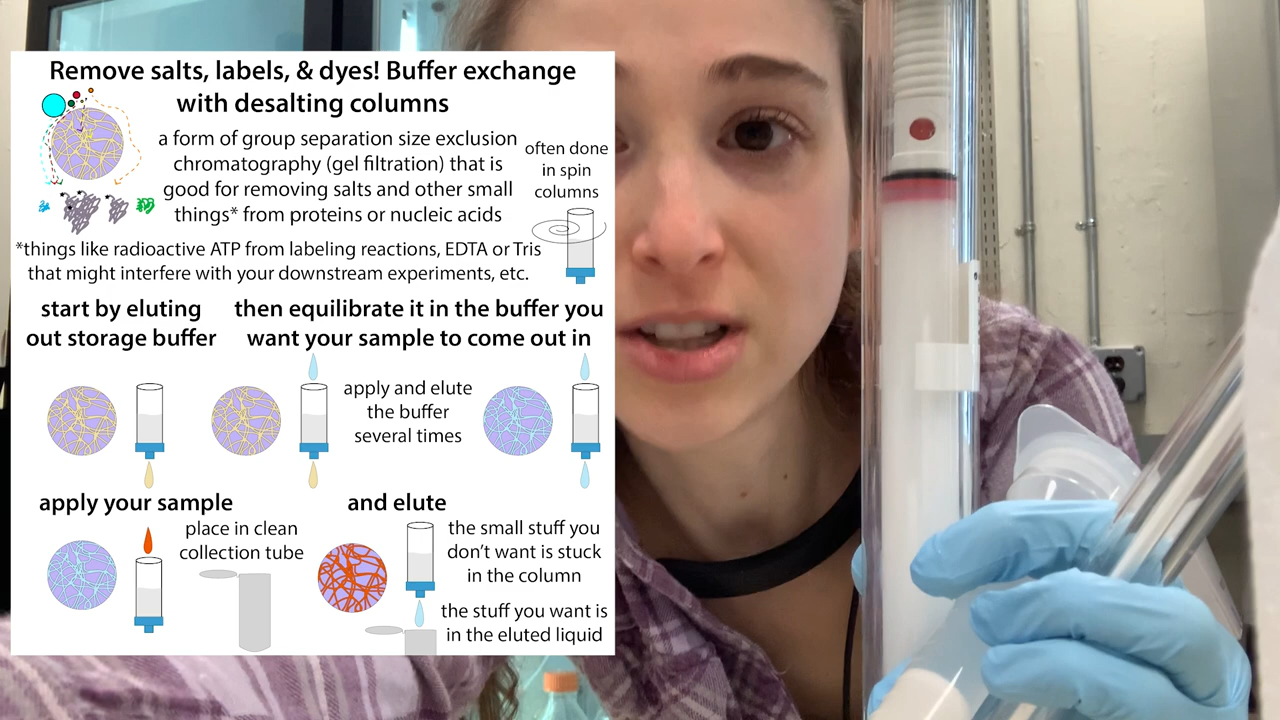 Remove salts, labels, & dyes! Buffer exchange
with desalting columns
a form of group separation size exclusion
chromatography (gel filtration) that is
good for removing salts and other small
things* from proteins or nucleic acids
often done
in spin
columns
*things like radioactive ATP from labeling reactions, EDTA or Tris
that might interfere with your downstream experiments, etc.
start by eluting
out storage buffer
then equilibrate it in the buffer you
want your sample to come out in
apply and elute
the buffer
several times
apply your sample
place in clean
collection tube
and elute
the small stuff you
don't want is stuck
in the column
the stuff you want is
in the eluted liquid